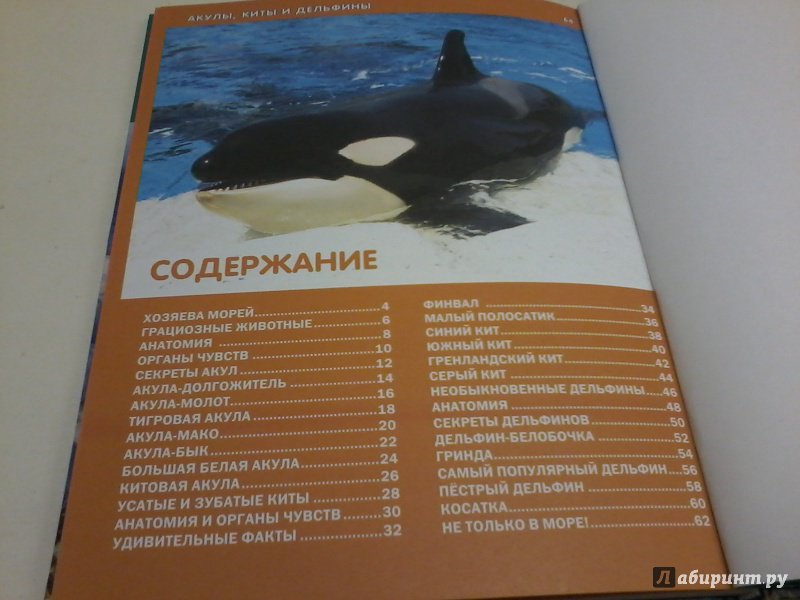 АКУЛЫ, КИТЫ И ДЕЛЬФИНЫ
64
СОДЕРЖАНИЕ
ХОЗЯЕВА МОРЕЙ 4
ГРАЦИОЗНЫЕ ЖИВОТНЫЕ 6
АНАТОМИЯ 8
ОРГАНЫ ЧУВСТВ 10
СЕКРЕТЫ АКУЛ 12
АКУЛА-ДОЛГОЖИТЕЛЬ 14
АКУЛА-МОЛОТ 16
ТИГРОВАЯ АКУЛА 18
АКУЛА-МАКО 20
АКУЛА-БЫК 22
БОЛЬШАЯ БЕЛАЯ АКУЛА 24
КИТОВАЯ АКУЛА 26
УСАТЫЕ И ЗУБАТЫЕ КИТЫ 28
АНАТОМИЯ И ОРГАНЫ ЧУВСТВ 30
УДИВИТЕЛЬНЫЕ ФАКТЫ 32
ФИНВАЛ 34
МАЛЫЙ ПОЛОСАТИК 36
СИНИЙ КИТ 38
ЮЖНЫЙ КИТ 40
ГРЕНЛАНДСКИЙ КИТ 42
СЕРЫЙ КИТ 44
НЕОБЫКНОВЕННЫЕ ДЕЛЬФИНЫ 46
АНАТОМИЯ 48
СЕКРЕТЫ ДЕЛЬФИНОВ 50
ДЕЛЬФИН-БЕЛОБОЧКА 52
ГРИНДА 54
САМЫЙ ПОПУЛЯРНЫЙ ДЕЛЬФИН 56
ПЁСТРЫЙ ДЕЛЬФИН 58
КОСАТКА 60
НЕ ТОЛЬКО В МОРЕ! 62
Лабиринт.ру